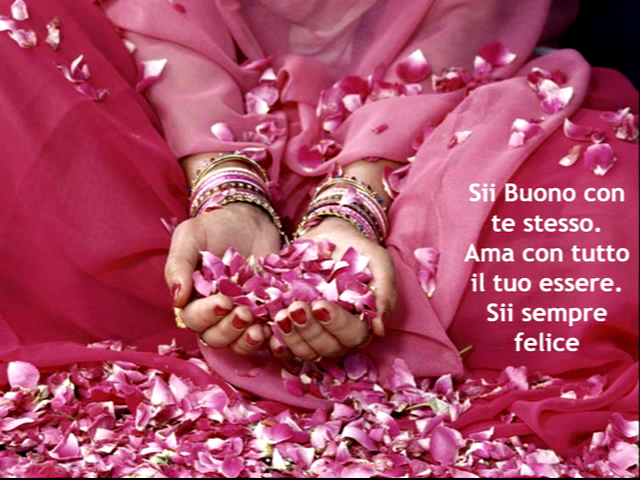 Sii Buono con
te stesso.
Ama con tutto
il tuo essere.
Sii sempre
felice